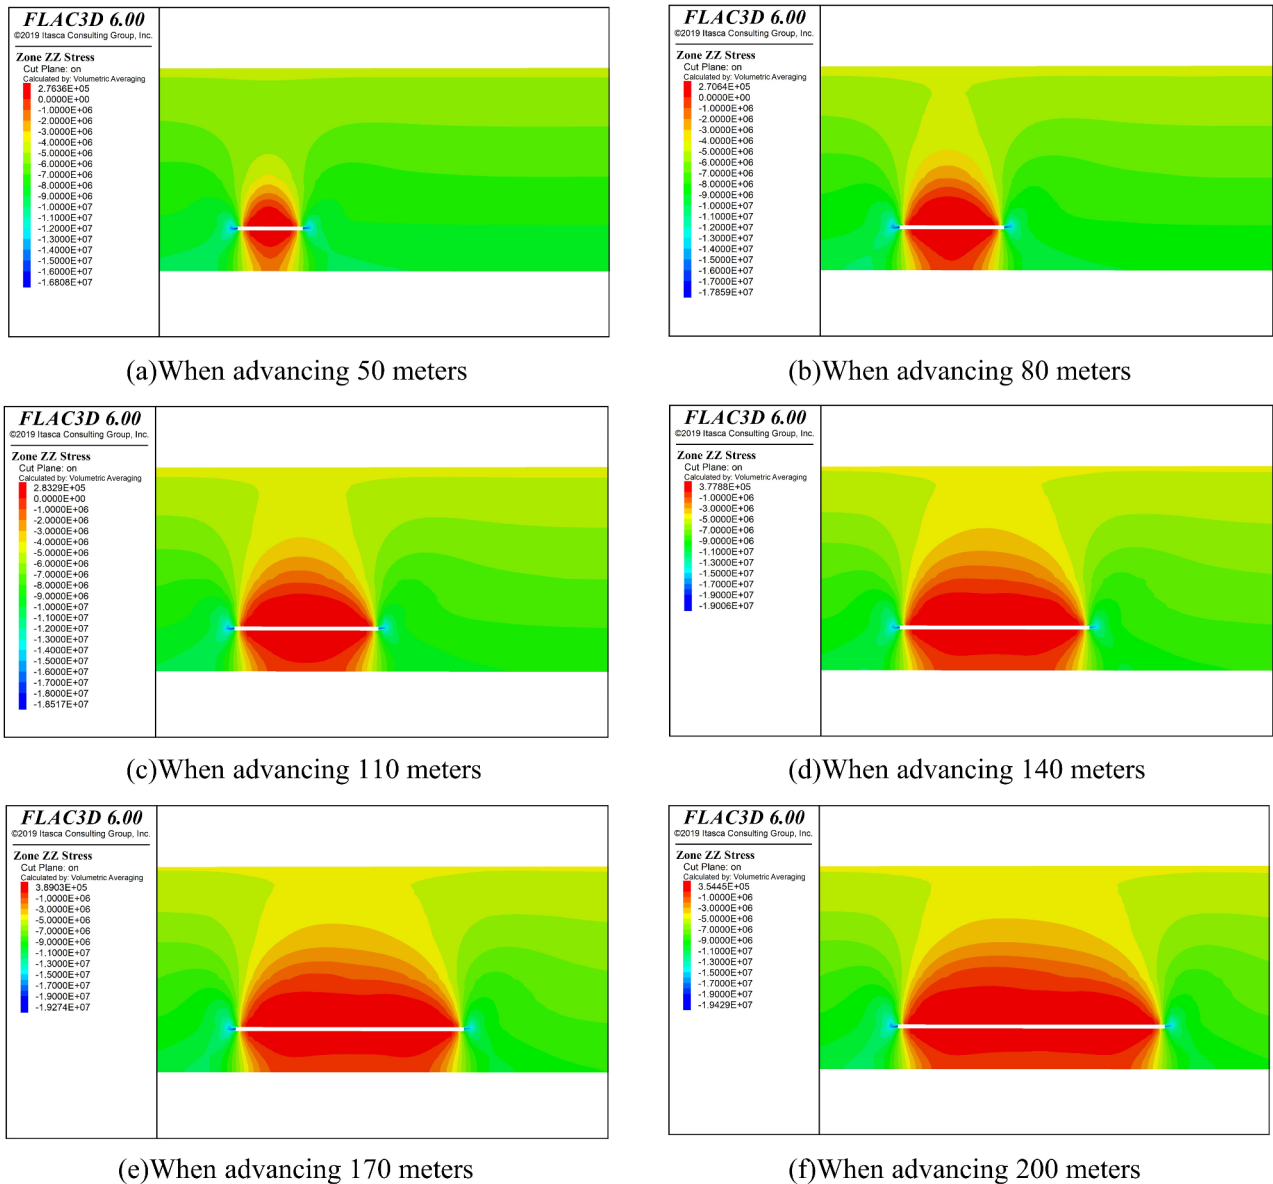 FLAC3D 6.00
©2019 Itasca Consulting Group, Inc.
Zone ZZ Stress
Cut Plane: on
Calculated by: Volumetric Averaging
2.7636E+05
0.0000E+00
-1.0000E+06
-2.0000E+06
-3.0000E+06
-4.0000E+06
-5.0000E+06
-6.0000E+06
-7.0000E+06
-8.0000E+06
-9.0000E+06
-1.0000E+07
-1.1000E+07
-1.2000E+07
-1.3000E+07
-1.4000E+07
-1.5000E+07
-1.6000E+07
-1.6808E+07
(a)When advancing 50 meters
FLAC3D 6.00
©2019 Itasca Consulting Group, Inc.
Zone ZZ Stress
Cut Plane: on
Calculated by: Volumetric Averaging
2.7064E+05
0.0000E+00
-1.0000E+06
-2.0000E+06
-3.0000E+06
-4.0000E+06
-5.0000E+06
-6.0000E+06
-7.0000E+06
-8.0000E+06
-9.0000E+06
-1.0000E+07
-1.1000E+07
-1.2000E+07
-1.3000E+07
-1.4000E+07
-1.5000E+07
-1.6000E+07
-1.7000E+07
-1.7859E+07
(b)When advancing 80 meters
FLAC3D 6.00
©2019 Itasca Consulting Group, Inc.
Zone ZZ Stress
Cut Plane: on
Calculated by: Volumetric Averaging
2.8329E+05
0.0000E+00
-1.0000E+06
-2.0000E+06
-3.0000E+06
-4.0000E+06
-5.0000E+06
-6.0000E+06
-7.0000E+06
-8.0000E+06
-9.0000E+06
-1.0000E+07
-1.1000E+07
-1.2000E+07
-1.3000E+07
-1.4000E+07
-1.5000E+07
-1.6000E+07
-1.7000E+07
-1.8000E+07
-1.8517E+07
(c)When advancing 110 meters
FLAC3D 6.00
©2019 Itasca Consulting Group, Inc.
Zone ZZ Stress
Cut Plane: on
Calculated by: Volumetric Averaging
3.7788E+05
-1.0000E+06
-3.0000E+06
-5.0000E+06
-7.0000E+06
-9.0000E+06
-1.1000E+07
-1.3000E+07
-1.5000E+07
-1.7000E+07
-1.9000E+07
-1.9006E+07
(d)When advancing 140 meters
FLAC3D 6.00
©2019 Itasca Consulting Group, Inc.
Zone ZZ Stress
Cut Plane: on
Calculated by: Volumetric Averaging
3.8903E+05
-1.0000E+06
-3.0000E+06
-5.0000E+06
-7.0000E+06
-9.0000E+06
-1.1000E+07
-1.3000E+07
-1.5000E+07
-1.7000E+07
-1.9000E+07
-1.9274E+07
(e)When advancing 170 meters
FLAC3D 6.00
©2019 Itasca Consulting Group, Inc.
Zone ZZ Stress
Cut Plane: on
Calculated by: Volumetric Averaging
3.5445E+05
-1.0000E+06
-3.0000E+06
-5.0000E+06
-7.0000E+06
-9.0000E+06
-1.1000E+07
-1.3000E+07
-1.5000E+07
-1.7000E+07
-1.9000E+07
-1.9429E+07
(f)When advancing 200 meters